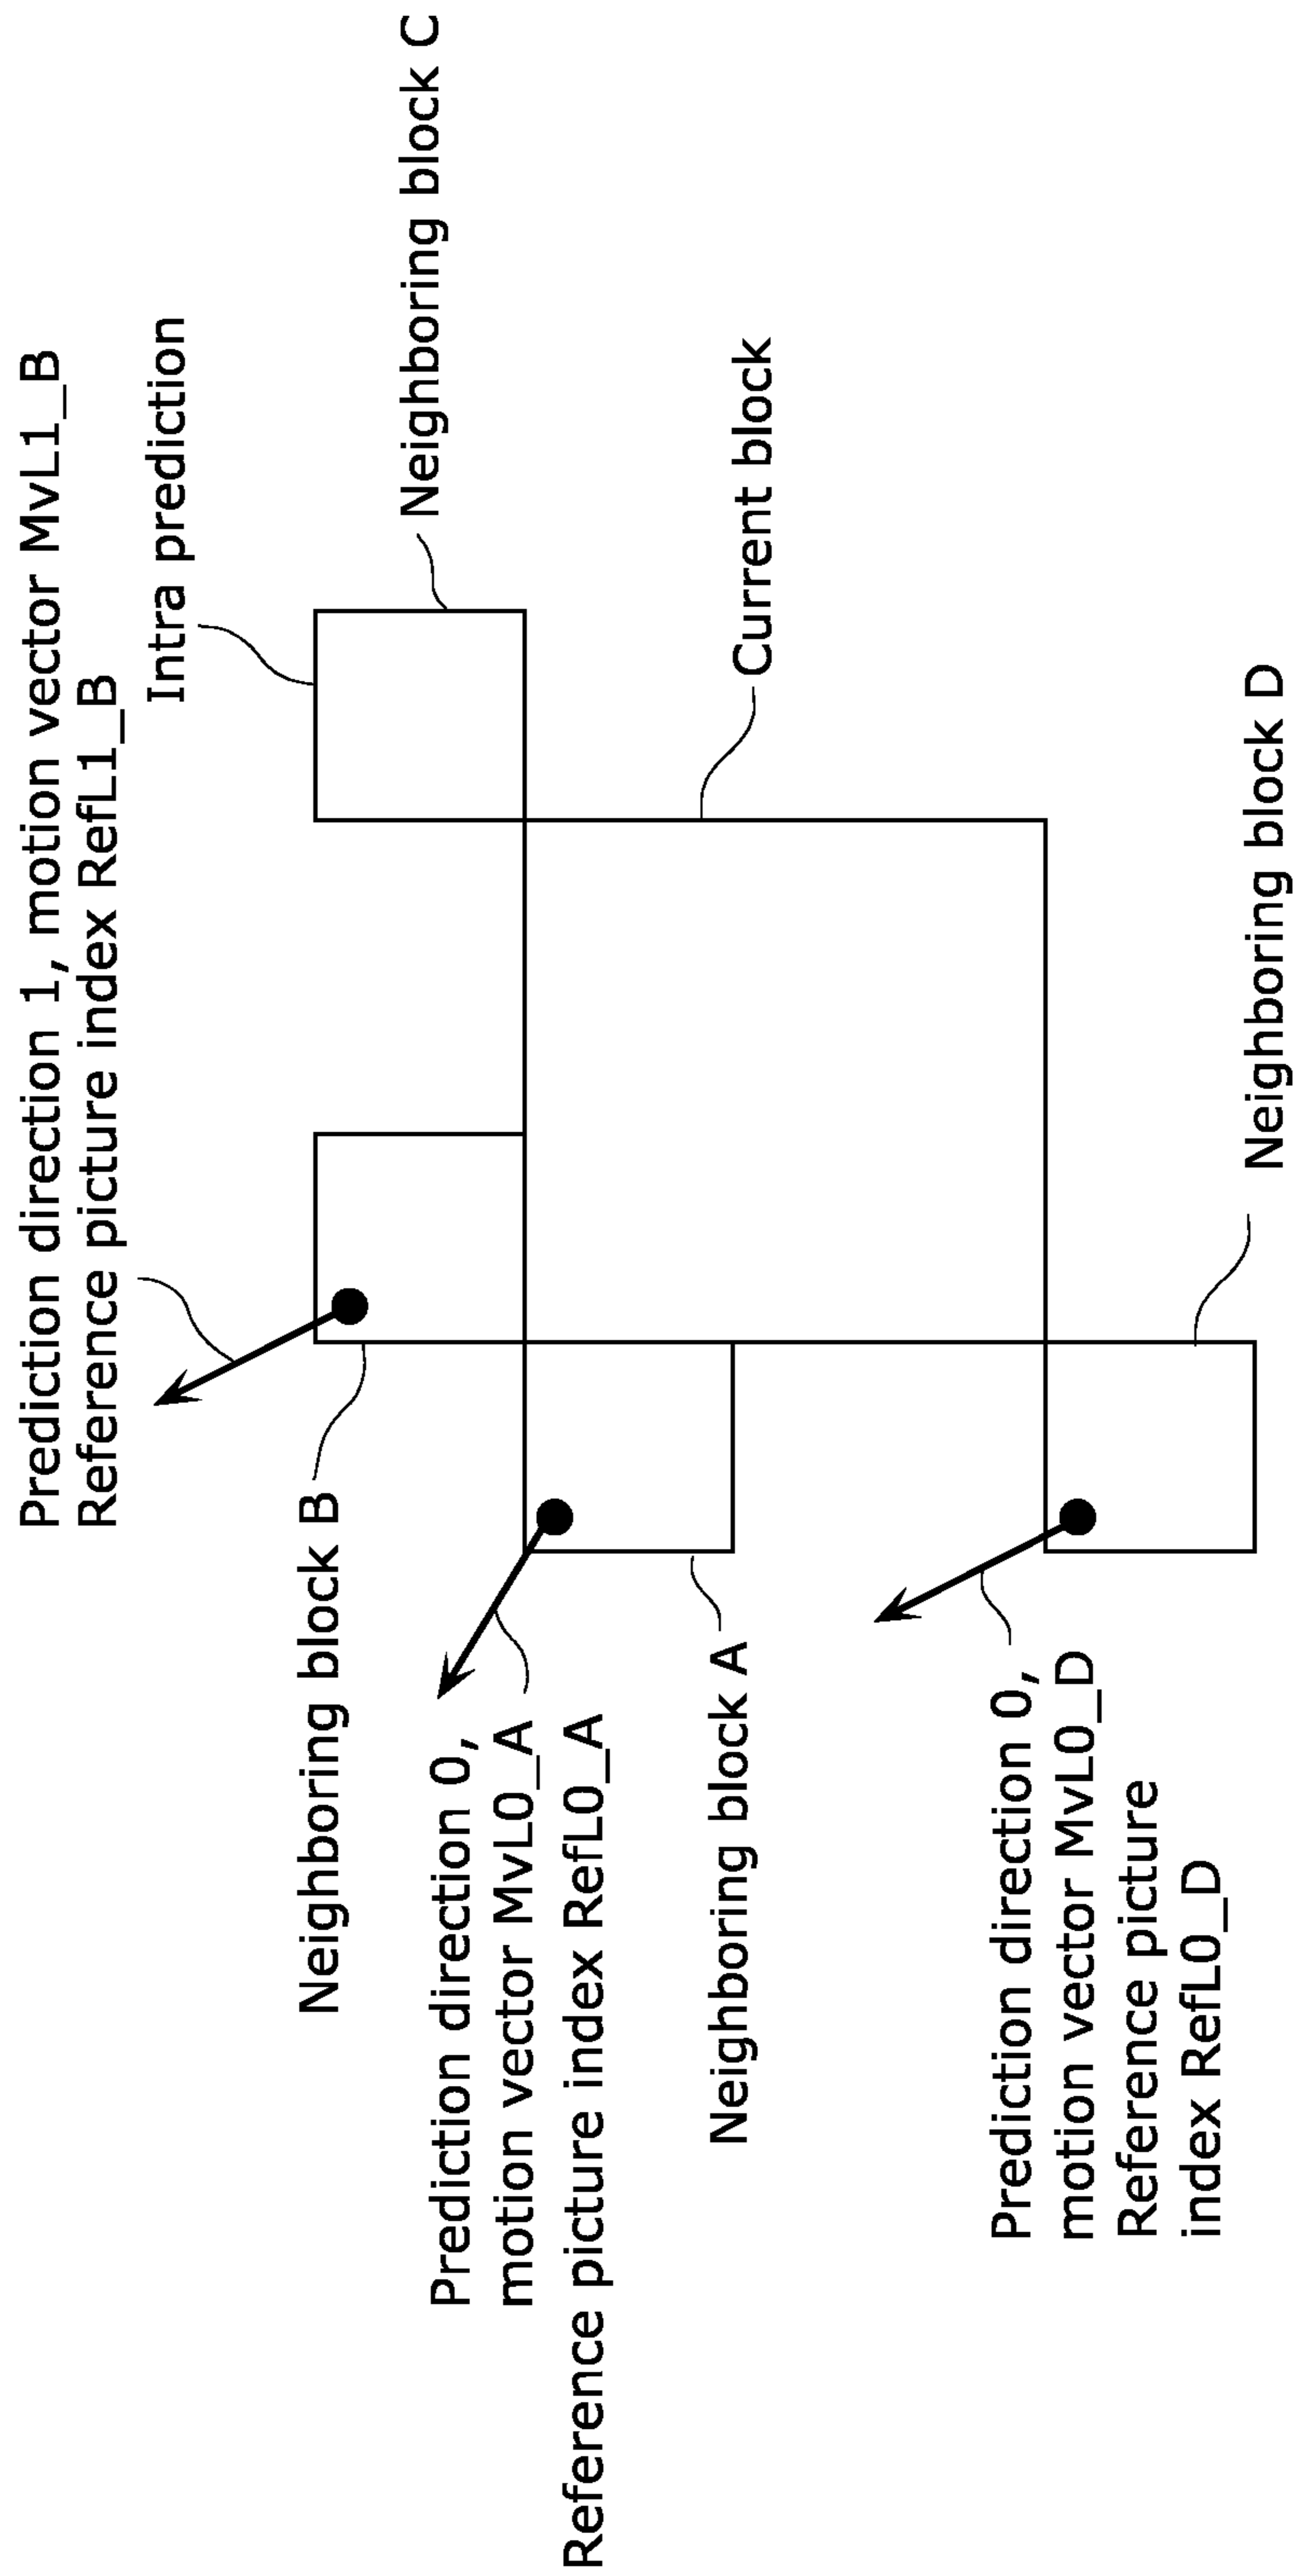 Prediction direction 1, motion vector MvL1_B
Reference picture index RefL1_B
Intra prediction
Neighboring block B
Neighboring block C
Prediction direction 0,
motion vector MvL0_A
Reference picture index RefL0_A
Neighboring block A
Current block
Prediction direction 0,
motion vector MvL0_D
Reference picture
index RefL0_D
Neighboring block D